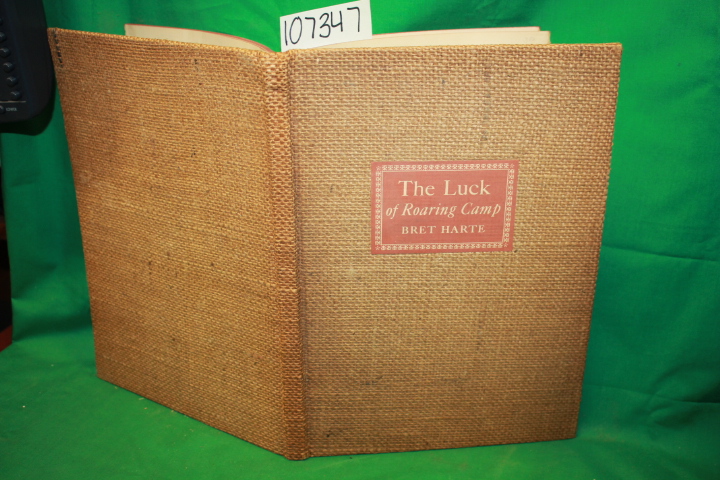 107347
The Luck
of Roaring Camp
BRET HARTE